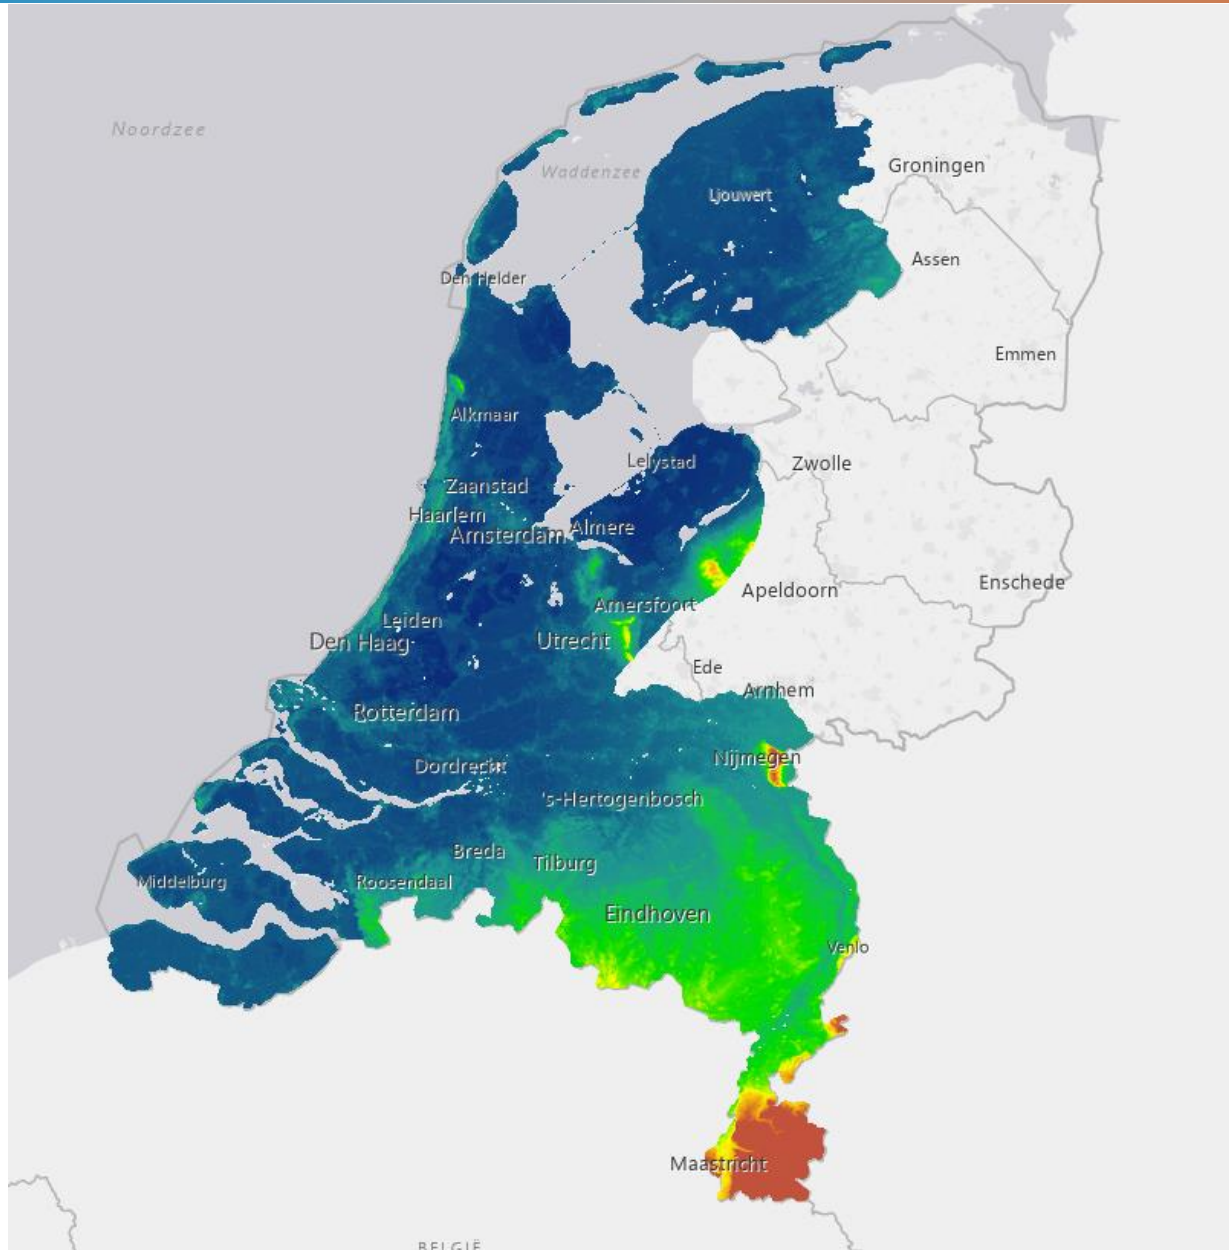 Noordzee
Waddenzee
Groningen
Ljouwert
Assen
Den Helder
Emmen
Alkmaar
Lelystad
Zwolle
Zaanstad
Haarlem
Amsterdam
Almere
Enschede
Apeldoorn
Amersfoort
Leiden
Den Haag
Utrecht
Ede
Arnhem
Rotterdam
Nijmegen
Dordrecht
's-Hertogenbosch
Breda
Tilburg
Middelburg
Roosendaal
Eindhoven
Venlo
Maastricht
BELGIË